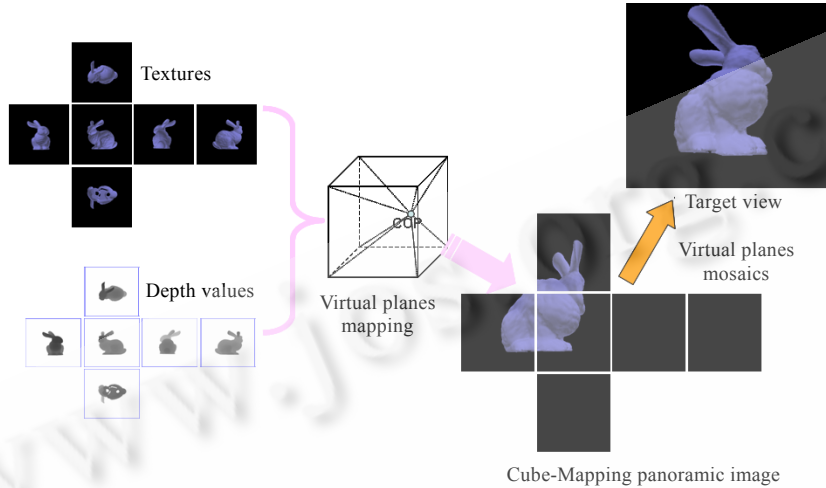 Textures
Depth values
COP
Virtual planes
mapping
Target view
Virtual planes
mosaics
Cube-Mapping panoramic image